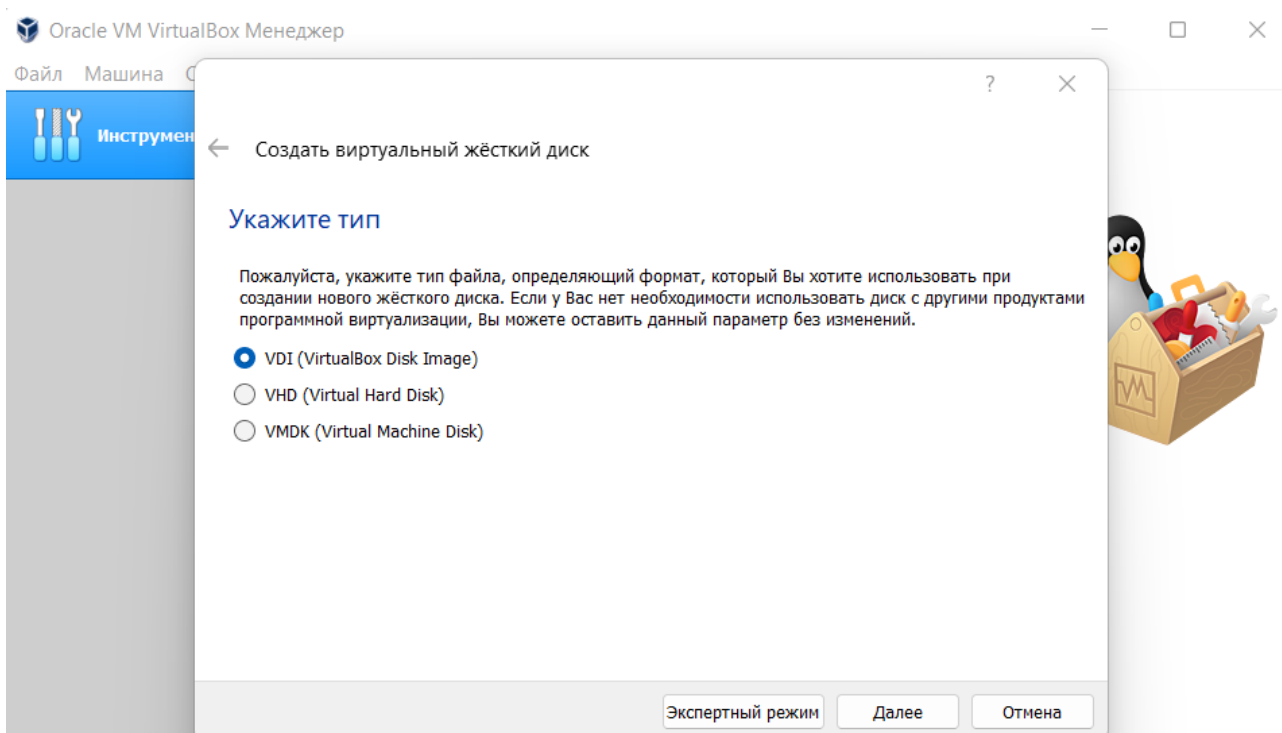 Oracle VM VirtualBox Менеджер
Файл Машина С
Инструмен
Создать виртуальный жёсткий диск
Укажите тип
Пожалуйста, укажите тип файла, определяющий формат, который Вы хотите использовать при
создании нового жёсткого диска. Если у Вас нет необходимости использовать диск с другими продуктами
программной виртуализации, Вы можете оставить данный параметр без изменений.
VDI (VirtualBox Disk Image)
VHD (Virtual Hard Disk)
VMDK (Virtual Machine Disk)
Экспертный режим Далее Отмена